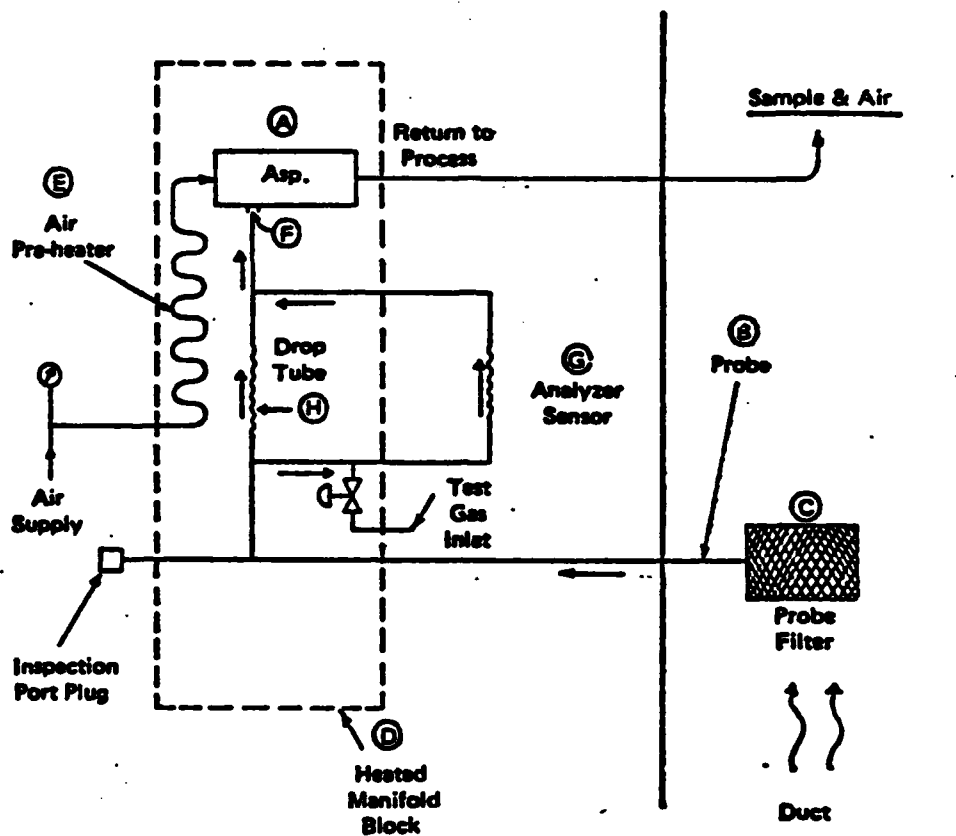 Sample & Air
A
Return to
Process
Asp.
E
Air
Pre-heater
F
B
Probe
Drop
Tube
G
Analyzer
Sensor
H
Air
Supply
Test
Gas
Inlet
C
Probe
Filter
Inspection
Port Plug
D
Heated
Manifold
Block
Duct